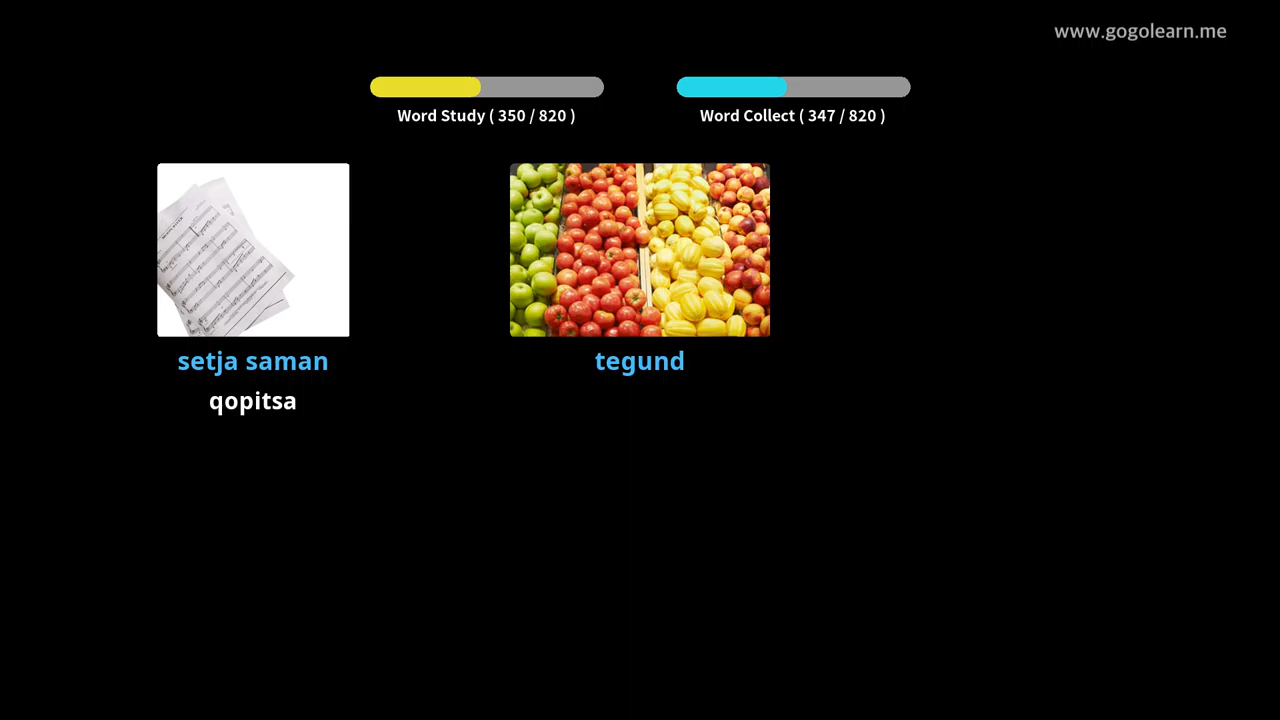 www.gogolearn.me
Word Study ( 350 / 820 )
Word Collect ( 347 / 820 )
setja saman
qopitsa
tegund